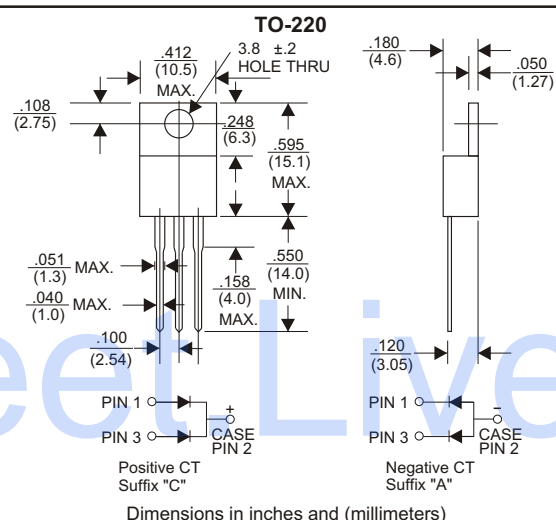 TO-220
.412
(10.5)
MAX.
3.8 ±.2
HOLE THRU
.180
(4.6)
.050
(1.27)
.108
(2.75)
.248
(6.3)
.595
(15.1)
MAX.
.051
(1.3) MAX.
.040
(1.0) MAX.
.158
(4.0)
MAX.
.550
(14.0)
MIN.
.100
(2.54)
.120
(3.05)
eet.Live
PIN 1
+
PIN 3
CASE
PIN 2
Positive CT
Suffix "C"
PIN 1
−
PIN 3
CASE
PIN 2
Negative CT
Suffix "A"
Dimensions in inches and (millimeters)